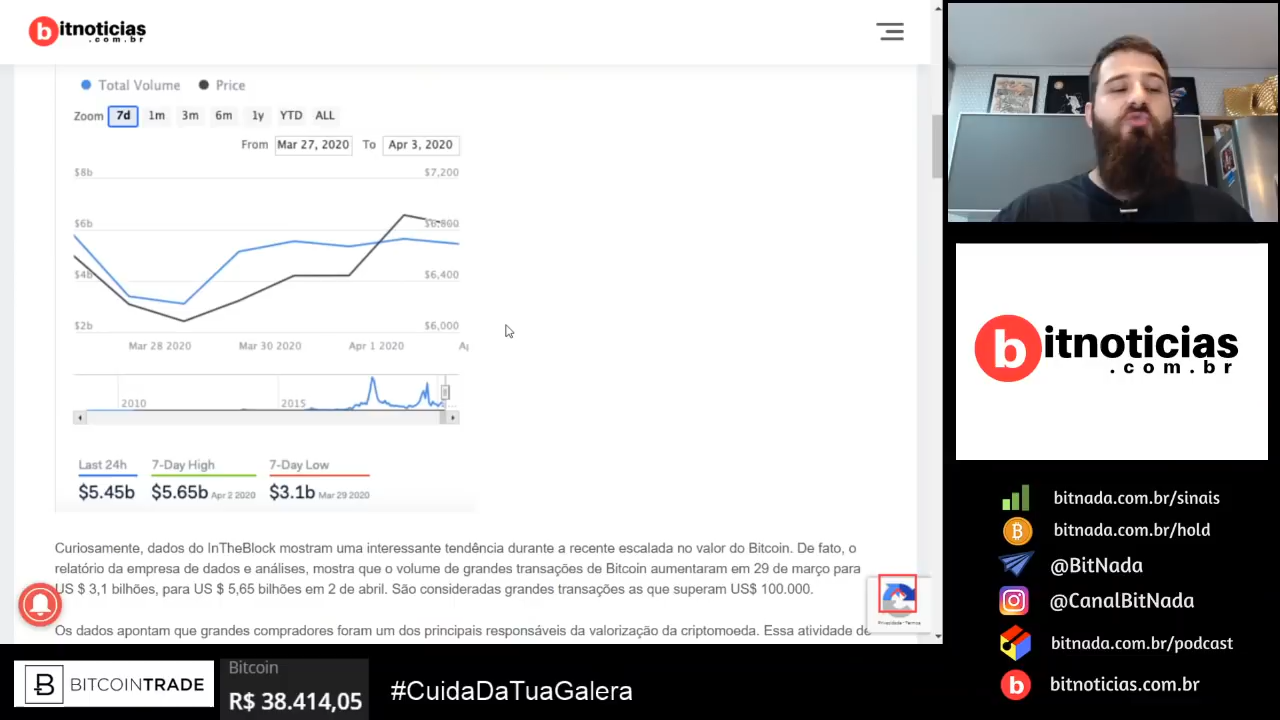 bitnoticias
.com.br
Total Volume Price
Zoom 7d 1m 3m 6m 1y YTD ALL
From Mar 27, 2020 To Apr 3, 2020
$8b $7,200
$6b $6,800
$4b $6,400
$2b $6,000
Mar 28 2020 Mar 30 2020 Apr 1 2020 Ap
2010 2015
Last 24h 7-Day High 7-Day Low
$5.45b $5.65b Apr 2 2020 $3.1b Mar 29 2020
Curiosamente, dados do InTheBlock mostram uma interessante tendência durante a recente escalada no valor do Bitcoin. De fato, o
relatório da empresa de dados e análises, mostra que o volume de grandes transações de Bitcoin aumentaram em 29 de março para
US $ 3,1 bilhões, para US $ 5,65 bilhões em 2 de abril. São consideradas grandes transações as que superam US$ 100.000.
Os dados apontam que grandes compradores foram um dos principais responsáveis da valorização da criptomoeda. Essa atividade de
Privacidade - Termos
bitnoticias
.com.br
bitnada.com.br/sinais
bitnada.com.br/hold
@BitNada
@CanalBitNada
bitnada.com.br/podcast
bitnoticias.com.br
BITCOINTRADE
Bitcoin
R$ 38.414,05
#CuidaDaTuaGalera